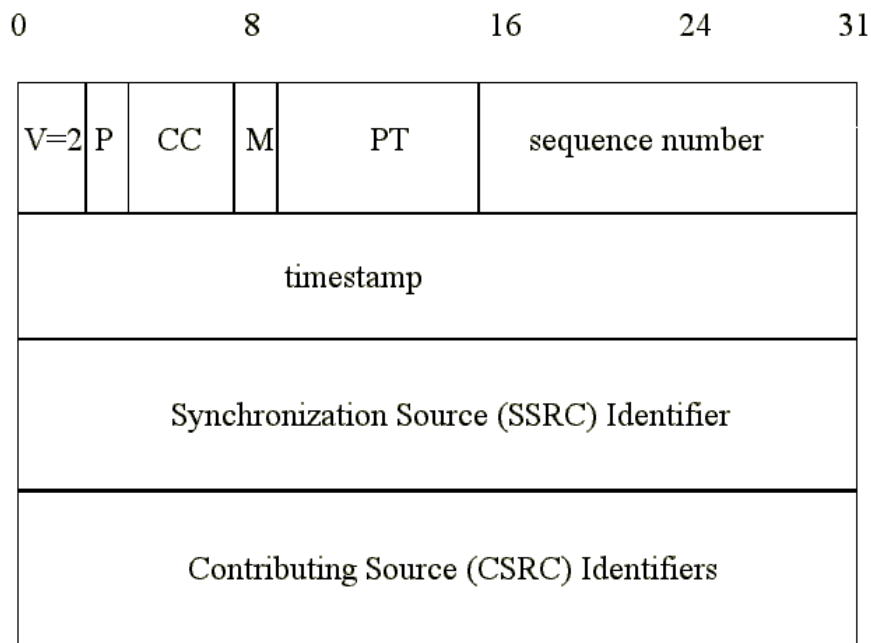 0 8 16 24 31
V=2 P CC M PT sequence number
timestamp
Synchronization Source (SSRC) Identifier
Contributing Source (CSRC) Identifiers